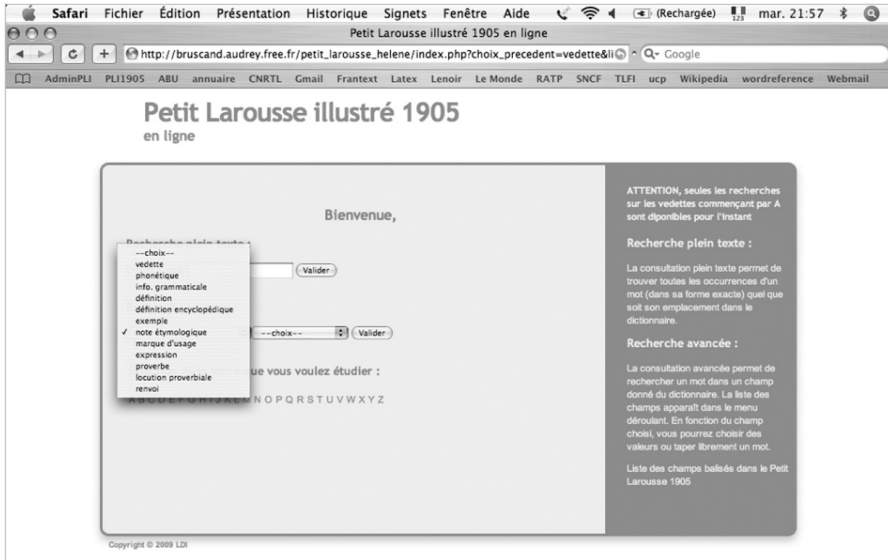 Safari Fichier Édition Présentation Historique Signets Fenêtre Aide (Rechargée) 123 mar. 21:57
Petit Larousse illustré 1905 en ligne
http://bruscand.audrey.free.fr/petit_larousse_helene/index.php?choix_precedent=vedette&li Q- Google
AdminPLI PLI1905 ABU annuaire CNRTL Gmail Frantext Latex Lenoir Le Monde RATP SNCF TLFI ucp Wikipedia wordreference Webmail
Petit Larousse illustré 1905
en ligne
Bienvenue,
Recherche plein texte :
Valider
--choix--
vedette
phonétique
info. grammaticale
définition
définition encyclopédique
exemple
✓ note étymologique
marque d'usage
expression
proverbe
locution proverbiale
renvoi
--choix-- Valider
que vous voulez étudier :
A B C D E F G H I J K L M N O P Q R S T U V W X Y Z
ATTENTION, seules les recherches
sur les vedettes commençant par A
sont diponibles pour l'instant
Recherche plein texte :
La consultation plein texte permet de
trouver toutes les occurrences d'un
mot (dans sa forme exacte) quel que
soit son emplacement dans le
dictionnaire.
Recherche avancée :
La consultation avancée permet de
rechercher un mot dans un champ
donné du dictionnaire. La liste des
champs apparaît dans le menu
déroulant. En fonction du champ
choisi, vous pourrez choisir des
valeurs ou taper librement un mot.
Liste des champs balisés dans le Petit
Larousse 1905
Copyright © 2009 LDI